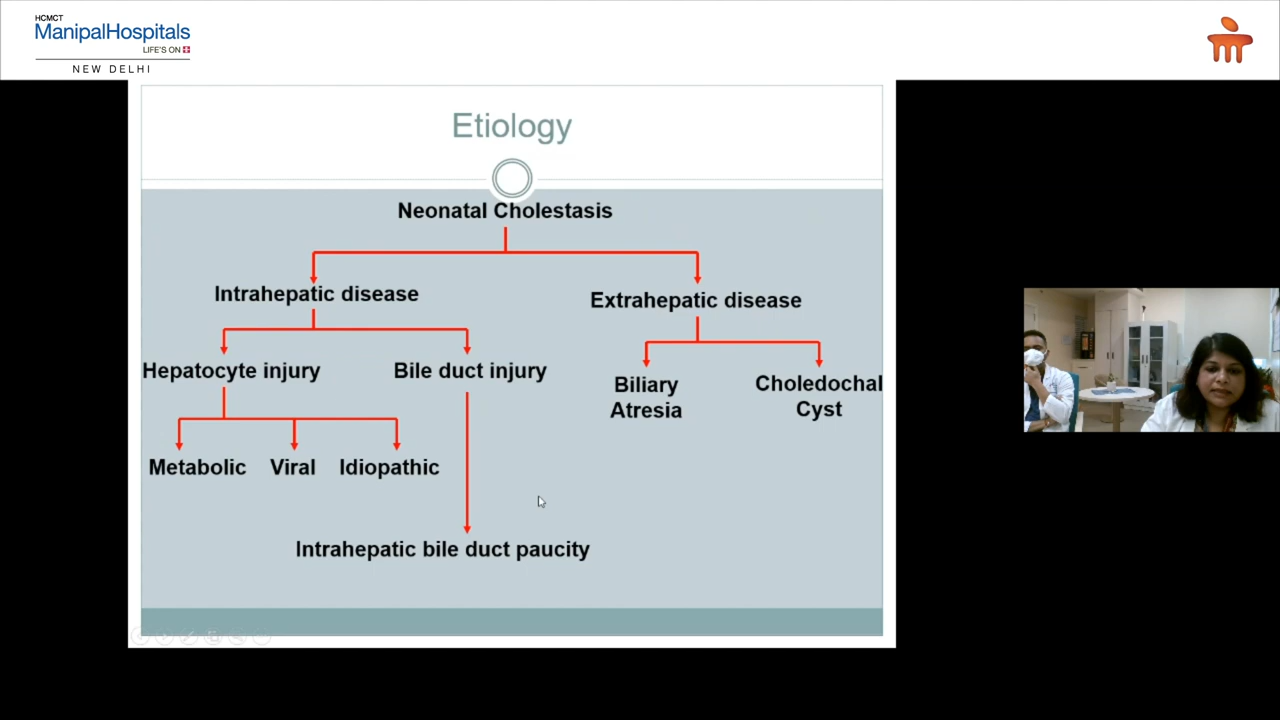 HCMCT
ManipalHospitals
LIFE'S ON
NEW DELHI
Etiology
Neonatal Cholestasis
Intrahepatic disease
Extrahepatic disease
Hepatocyte injury
Bile duct injury
Biliary
Atresia
Choledochal
Cyst
Metabolic
Viral
Idiopathic
Intrahepatic bile duct paucity